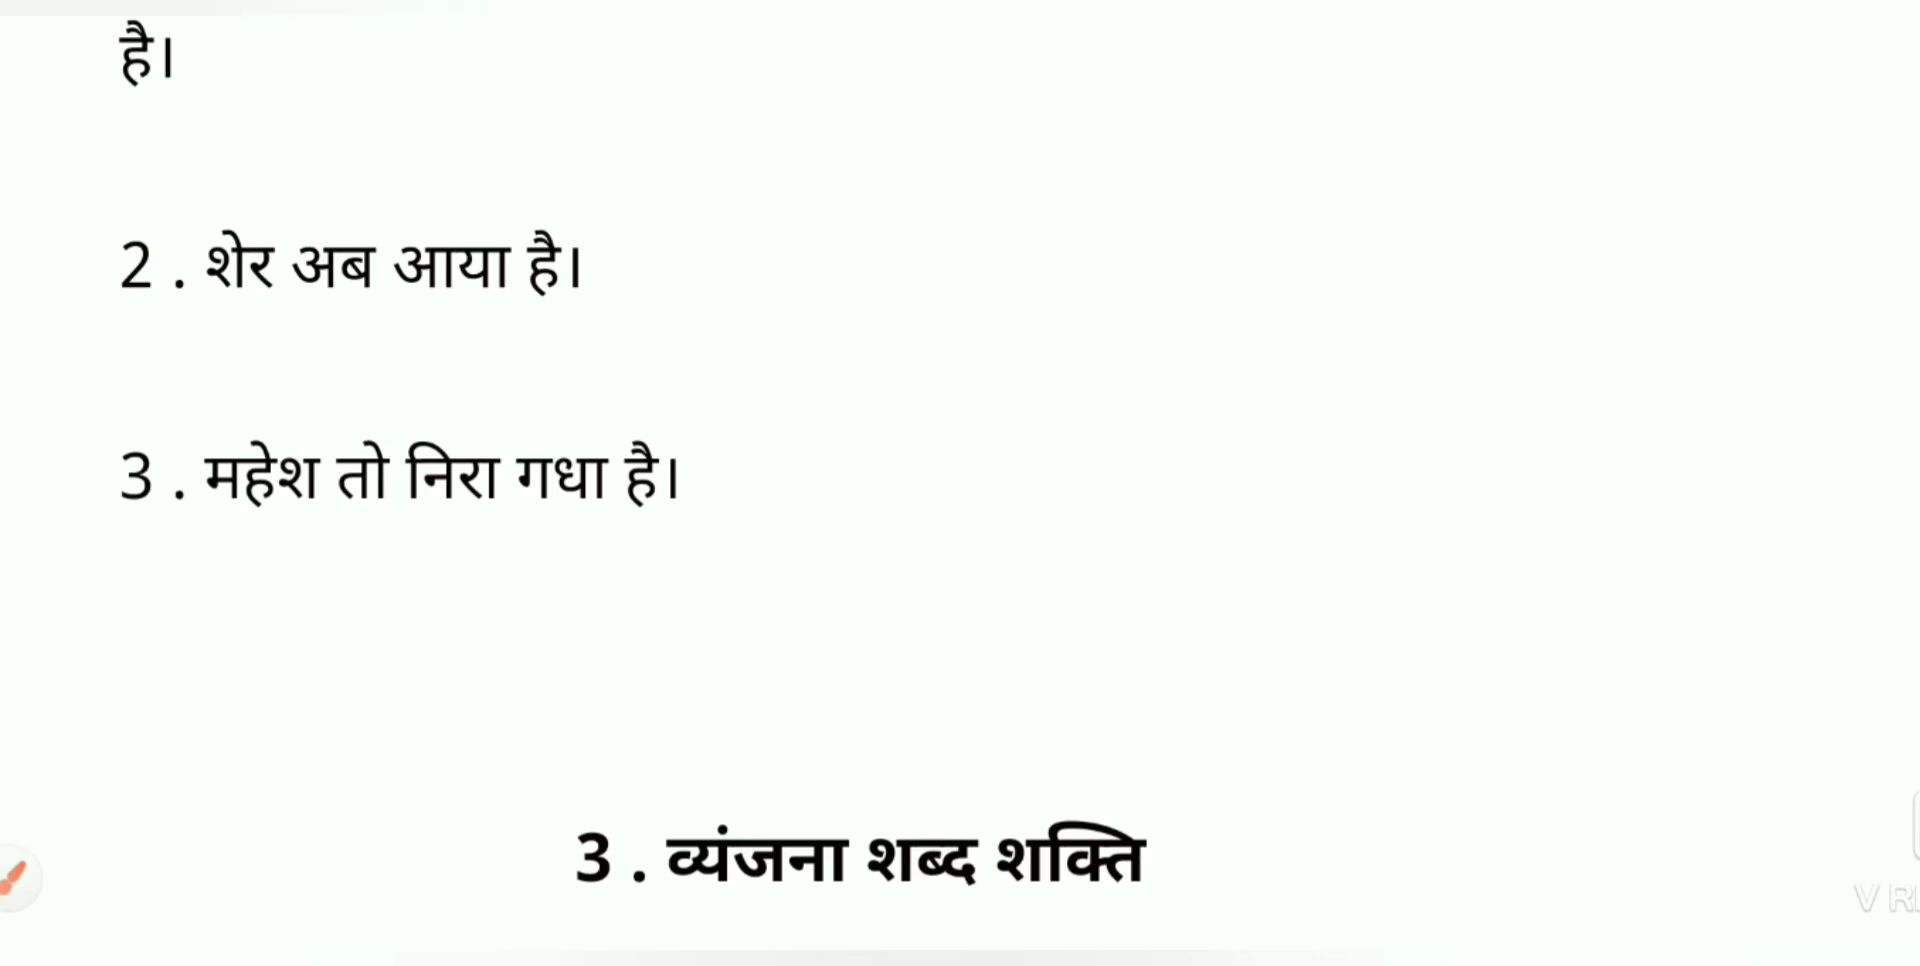 है।
2 . शेर अब आया है।
3 . महेश तो निरा गधा है।
3 . व्यंजना शब्द शक्ति